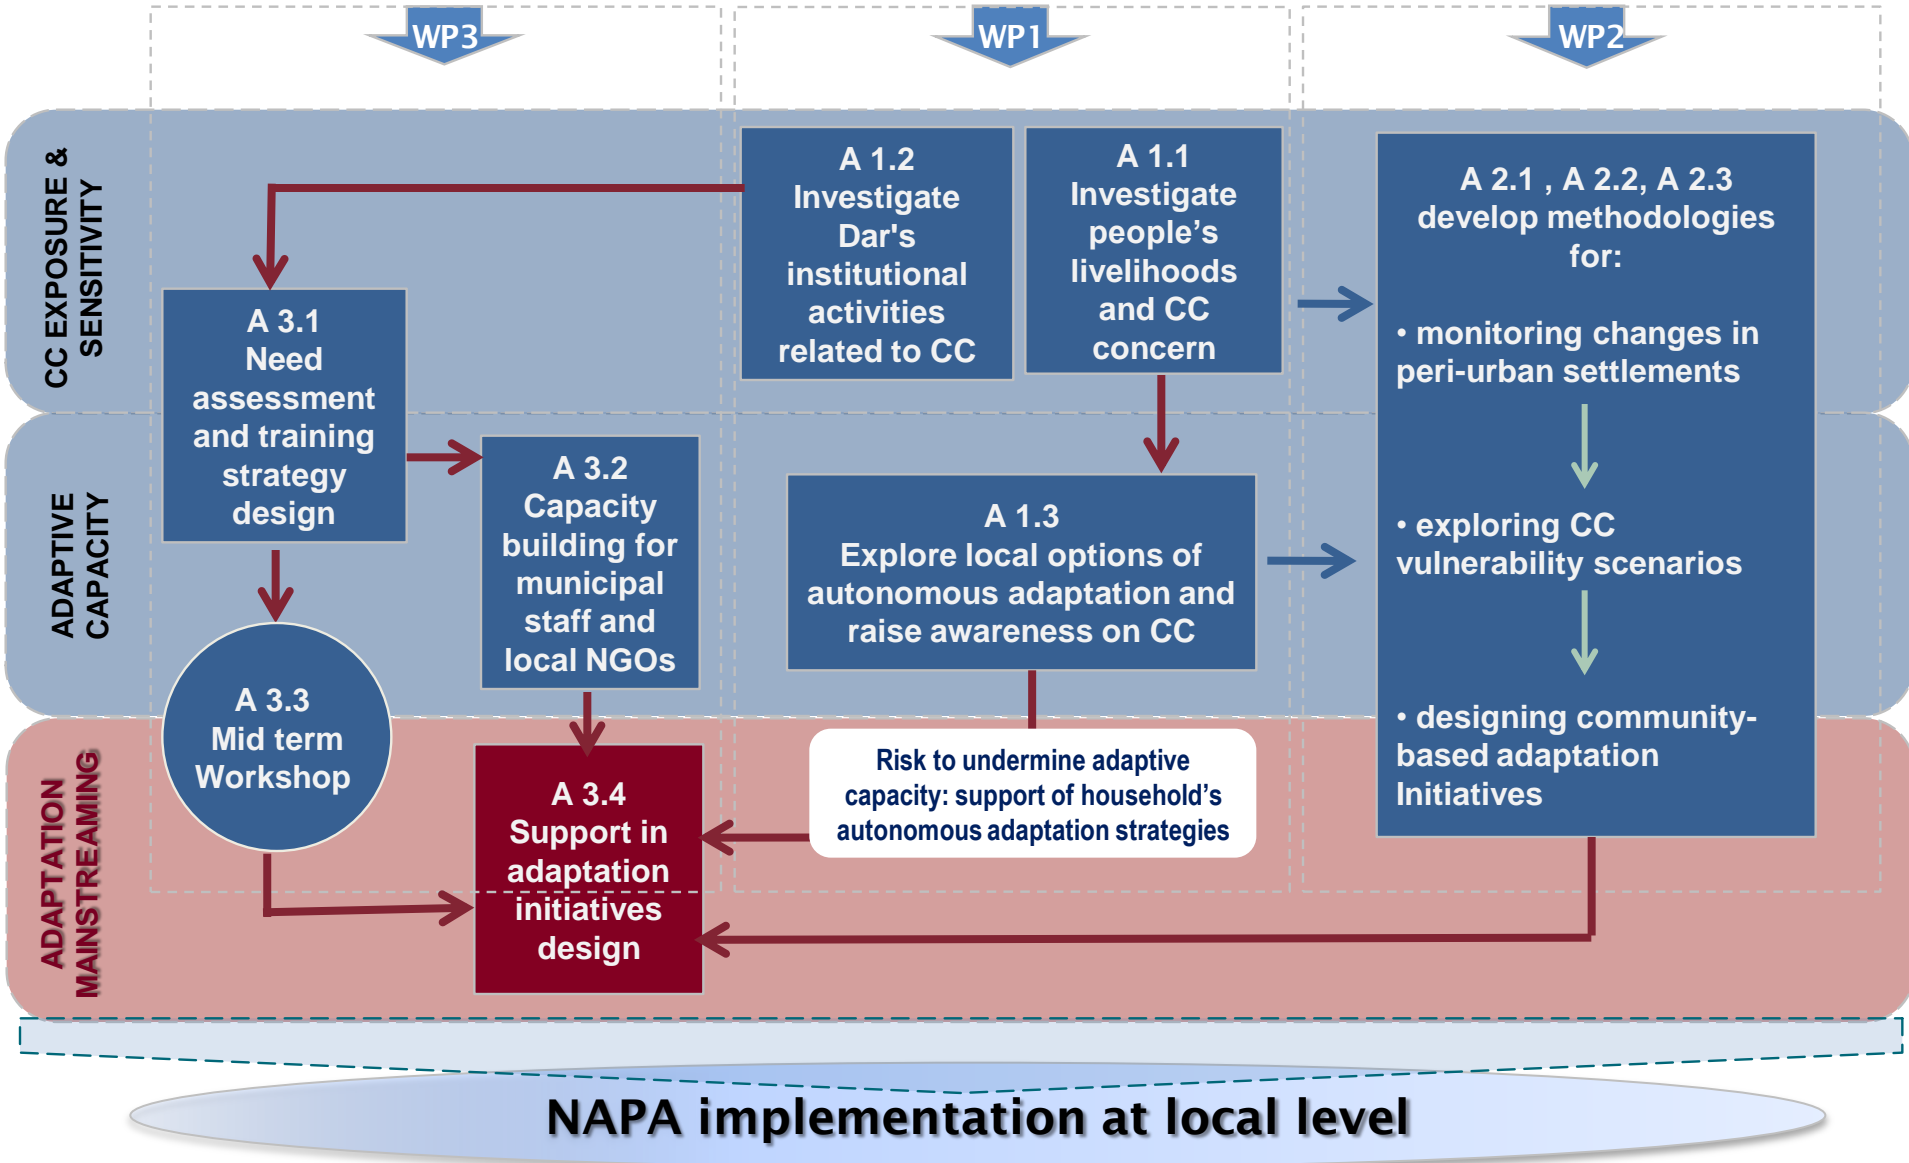 WP3
WP1
WP2
CC EXPOSURE &
SENSITIVITY
A 1.2
Investigate
Dar's
institutional
activities
related to CC
A 1.1
Investigate
people’s
livelihoods
and CC
concern
A 2.1 , A 2.2, A 2.3
develop methodologies
for:
• monitoring changes in
peri-urban settlements
• exploring CC
vulnerability scenarios
• designing community-
based adaptation
Initiatives
A 3.1
Need
assessment
and training
strategy
design
ADAPTIVE
CAPACITY
A 3.2
Capacity
building for
municipal
staff and
local NGOs
A 1.3
Explore local options of
autonomous adaptation and
raise awareness on CC
A 3.3
Mid term
Workshop
ADAPTATION
MAINSTREAMING
A 3.4
Support in
adaptation
initiatives
design
Risk to undermine adaptive
capacity: support of household’s
autonomous adaptation strategies
NAPA implementation at local level